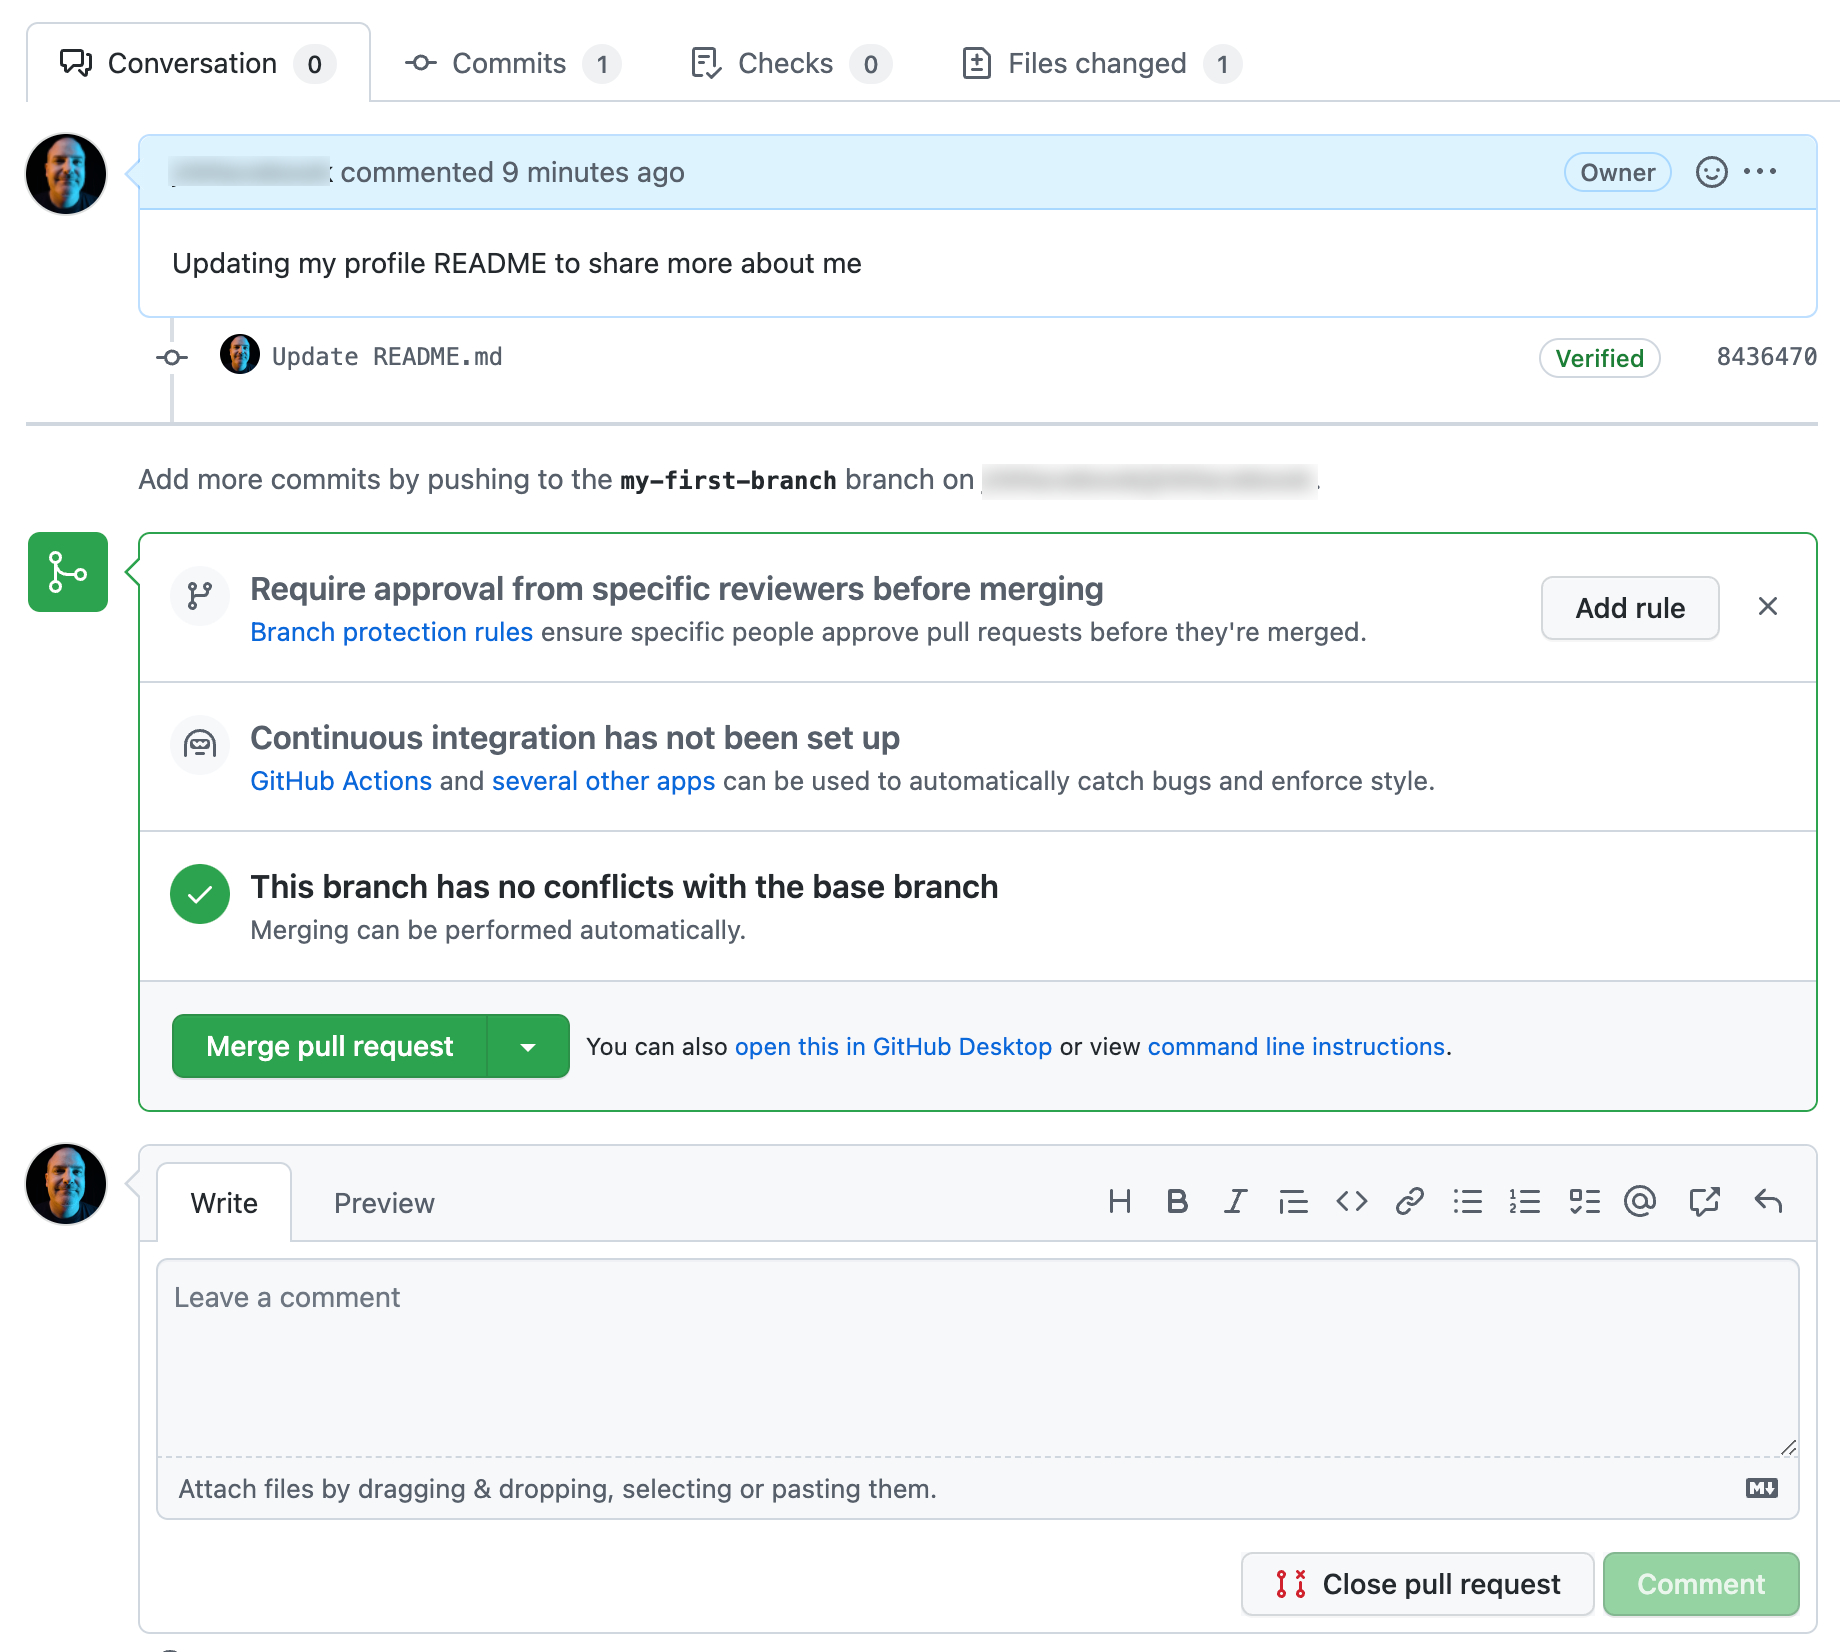 Conversation 0 Commits 1 Checks 0 Files changed 1
commented 9 minutes ago Owner
Updating my profile README to share more about me
Update README.md Verified 8436470
Add more commits by pushing to the my-first-branch branch on .
Require approval from specific reviewers before merging
Branch protection rules ensure specific people approve pull requests before they're merged.
Add rule
Continuous integration has not been set up
GitHub Actions and several other apps can be used to automatically catch bugs and enforce style.
This branch has no conflicts with the base branch
Merging can be performed automatically.
Merge pull request You can also open this in GitHub Desktop or view command line instructions.
Write Preview
Leave a comment
Attach files by dragging & dropping, selecting or pasting them.
Close pull request Comment